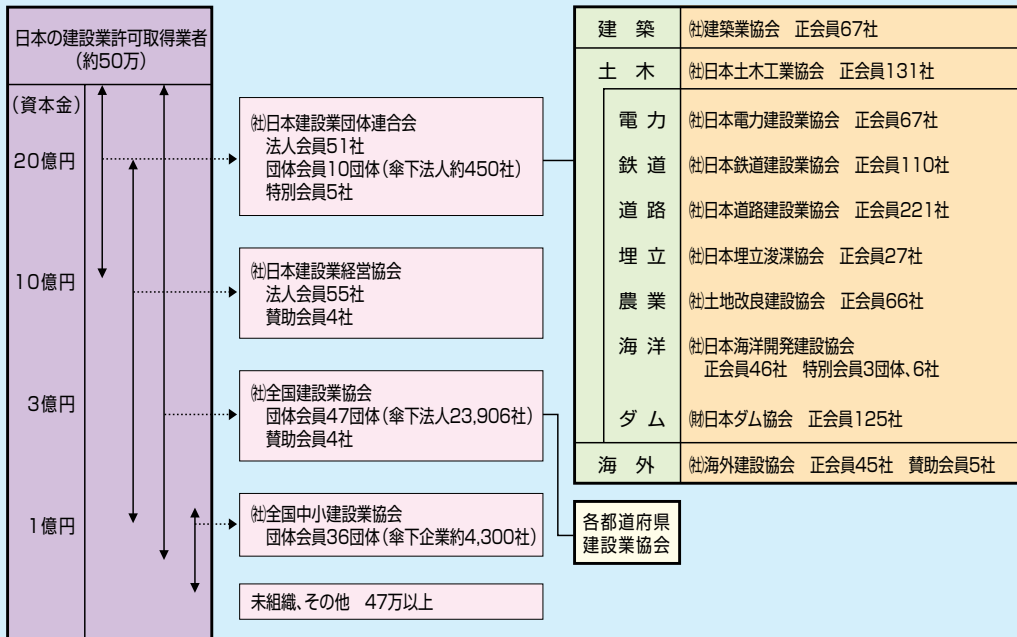 日本の建設業許可取得業者
(約50万)
(資本金)
20億円
10億円
3億円
1億円
㈳日本建設業団体連合会
法人会員51社
団体会員10団体(傘下法人約450社)
特別会員5社
㈳日本建設業経営協会
法人会員55社
賛助会員4社
㈳全国建設業協会
団体会員47団体(傘下法人23,906社)
賛助会員4社
㈳全国中小建設業協会
団体会員36団体(傘下企業約4,300社)
未組織、その他 47万以上
建築 ㈳建築業協会 正会員67社
土木 ㈳日本土木工業協会 正会員131社
電力 ㈳日本電力建設業協会 正会員67社
鉄道 ㈳日本鉄道建設業協会 正会員110社
道路 ㈳日本道路建設業協会 正会員221社
埋立 ㈳日本埋立浚渫協会 正会員27社
農業 ㈳土地改良建設協会 正会員66社
海洋 ㈳日本海洋開発建設協会
正会員46社 特別会員3団体、6社
ダム ㈶日本ダム協会 正会員125社
海外 ㈳海外建設協会 正会員45社 賛助会員5社
各都道府県
建設業協会